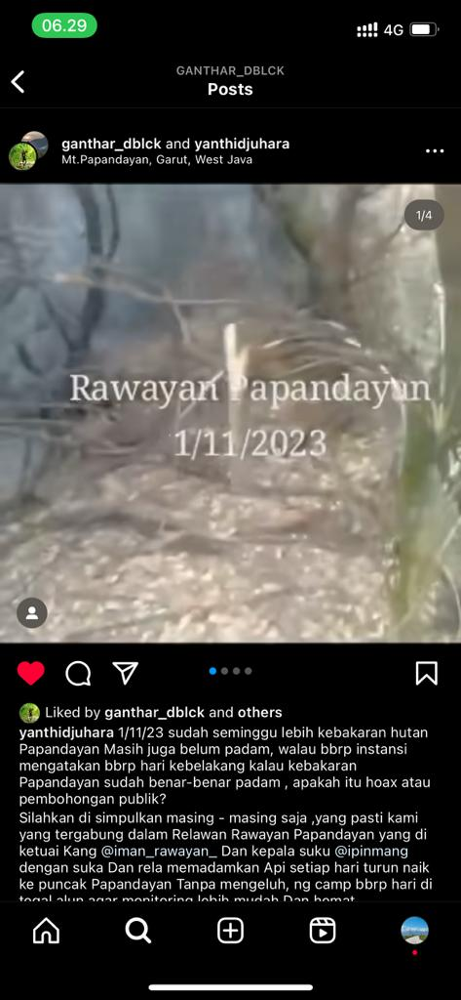 06.29
4G
GANTHAR_DBLCK
Posts
ganthar_dblck and yanthidjuhara
Mt.Papandayan, Garut, West Java
1/4
Rawayan Papandayan
1/11/2023
Liked by ganthar_dblck and others
yanthidjuhara 1/11/23 sudah seminggu lebih kebakaran hutan
Papandayan Masih juga belum padam, walau bbrp instansi
mengatakan bbrp hari kebelakang kalau kebakaran
Papandayan sudah benar-benar padam , apakah itu hoax atau
pembohongan publik?
Silahkan di simpulkan masing - masing saja ,yang pasti kami
yang tergabung dalam Relawan Rawayan Papandayan yang di
ketuai Kang @iman_rawayan_ Dan kepala suku @ipinmang
dengan suka Dan rela memadamkan Api setiap hari turun naik
ke puncak Papandayan Tanpa mengeluh, ng camp bbrp hari di
tegal alun agar monitoring lebih mudah Dan hemat